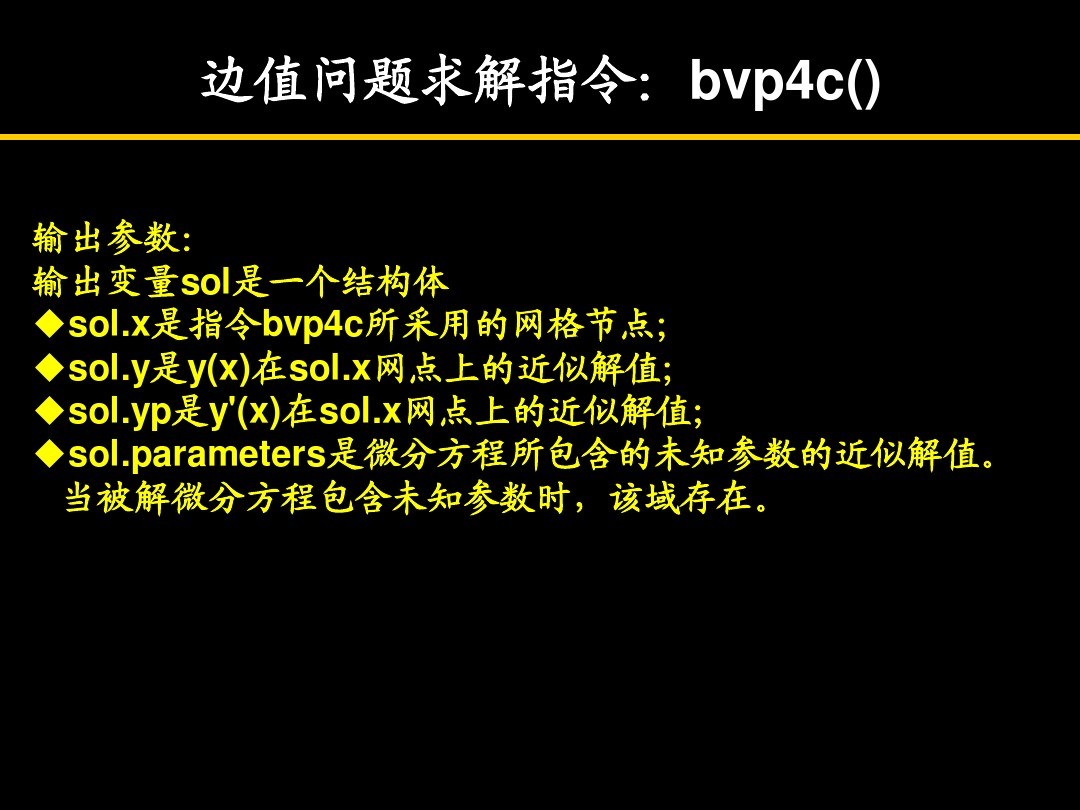 边值问题求解指令：bvp4c()
输出参数：
输出变量sol是一个结构体
◆sol.x是指令bvp4c所采用的网格节点；
◆sol.y是y(x)在sol.x网点上的近似解值；
◆sol.yp是y'(x)在sol.x网点上的近似解值；
◆sol.parameters是微分方程所包含的未知参数的近似解值。
当被解微分方程包含未知参数时，该域存在。